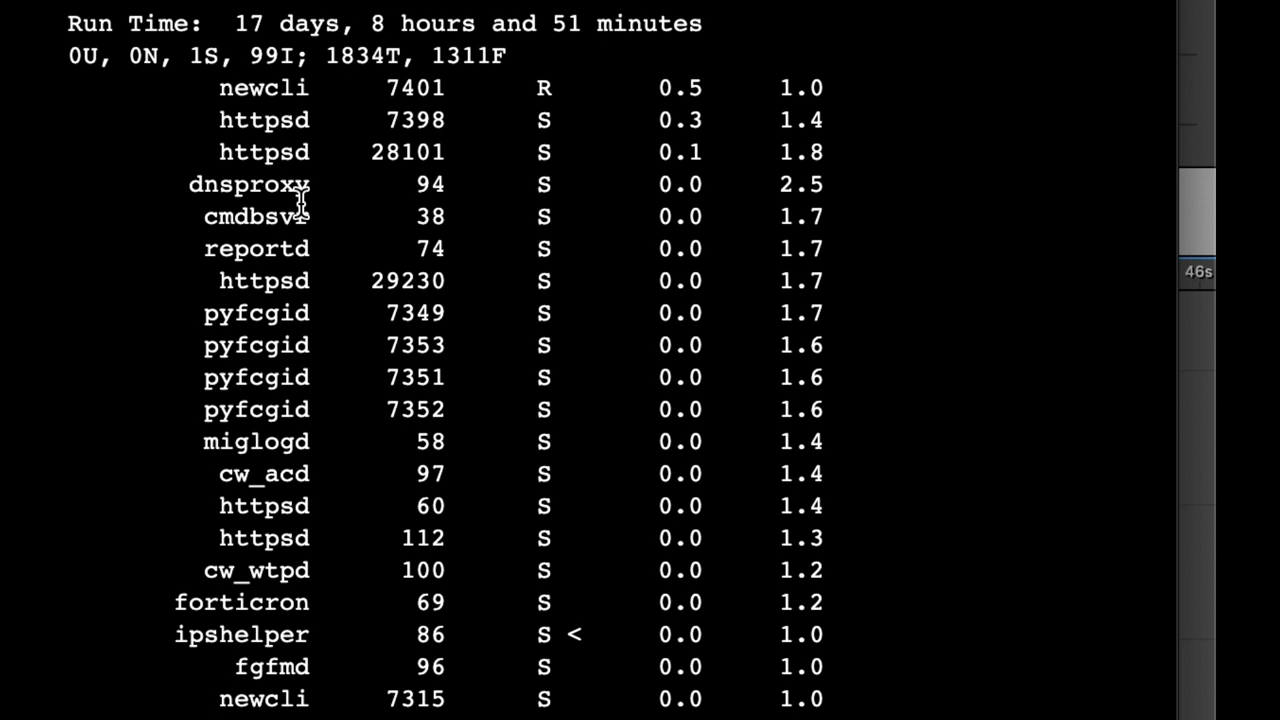 Run Time:  17 days, 8 hours and 51 minutes
0U, 0N, 1S, 99I; 1834T, 1311F
newcli 7401 R 0.5 1.0
httpsd 7398 S 0.3 1.4
httpsd 28101 S 0.1 1.8
dnsproxy 94 S 0.0 2.5
cmdbsvr 38 S 0.0 1.7
reportd 74 S 0.0 1.7
httpsd 29230 S 0.0 1.7
pyfcgid 7349 S 0.0 1.7
pyfcgid 7353 S 0.0 1.6
pyfcgid 7351 S 0.0 1.6
pyfcgid 7352 S 0.0 1.6
miglogd 58 S 0.0 1.4
cw_acd 97 S 0.0 1.4
httpsd 60 S 0.0 1.4
httpsd 112 S 0.0 1.3
cw_wtpd 100 S 0.0 1.2
forticron 69 S 0.0 1.2
ipshelper 86 S < 0.0 1.0
fgfmd 96 S 0.0 1.0
newcli 7315 S 0.0 1.0
46s